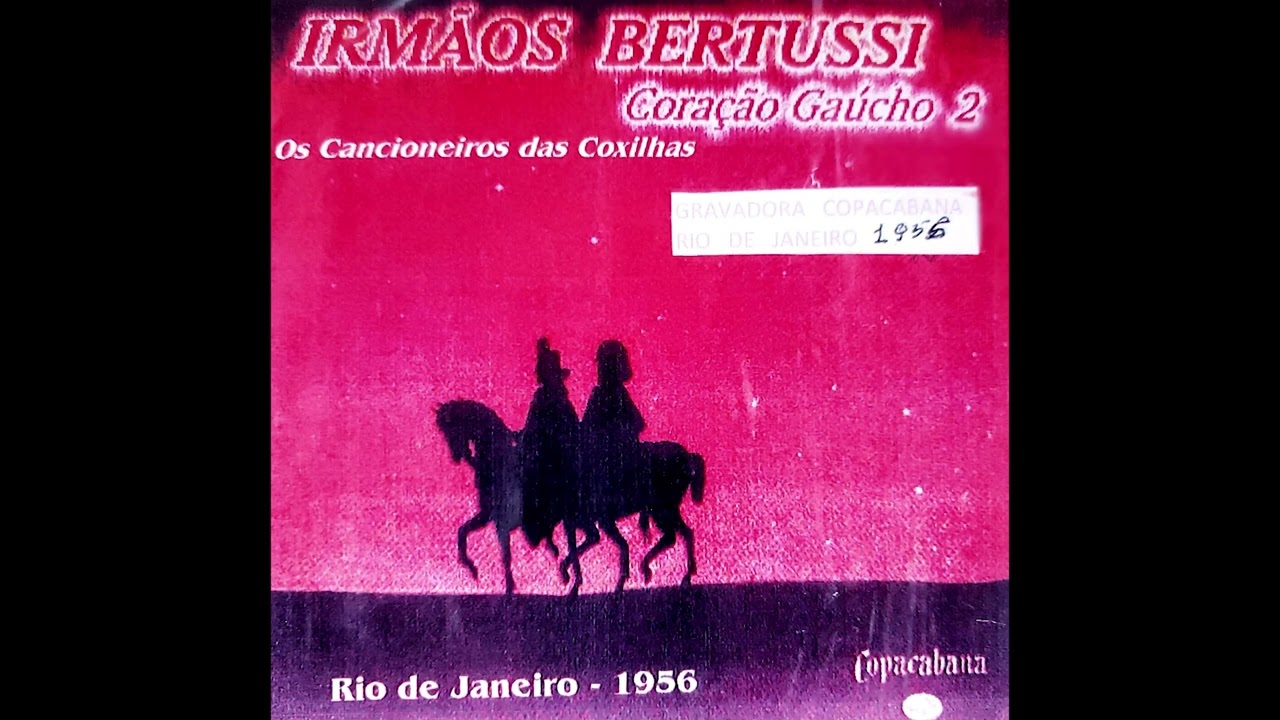 IRMÃOS BERTUSSI
Coração Gaúcho 2
Os Cancioneiros das Coxilhas
GRAVADORA COPACABANA
RIO DE JANEIRO 1956
Rio de Janeiro - 1956
Copacabana